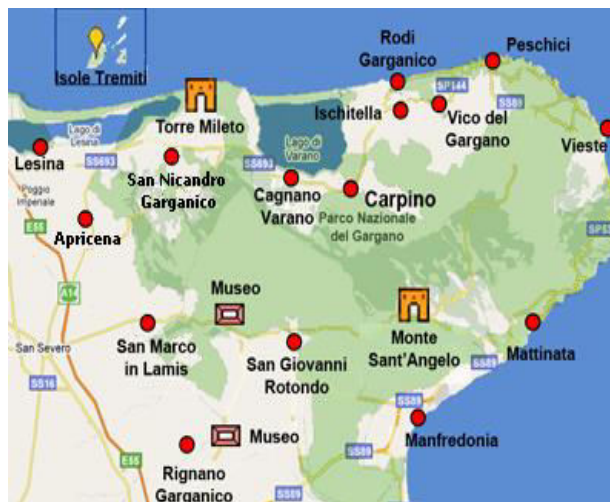 Isole Tremiti
Rodi
Garganico
Peschici
SP144
SS89
Torre Mileto
Ischitella
Vico del
Gargano
Vieste
Lago di
Lesina
Lesina
SS693
San Nicandro
Garganico
Lago di
Varano
SS693
Cagnano
Varano
Carpino
Poggio
Imperiale
Parco Nazionale
del Gargano
Apricena
E55
A14
Museo
San Severo
San Marco
in Lamis
San Giovanni
Rotondo
Monte
Sant'Angelo
Mattinata
SS89
SS16
SS89
Manfredonia
Museo
E55
SS89
Rignano
Garganico
SS89